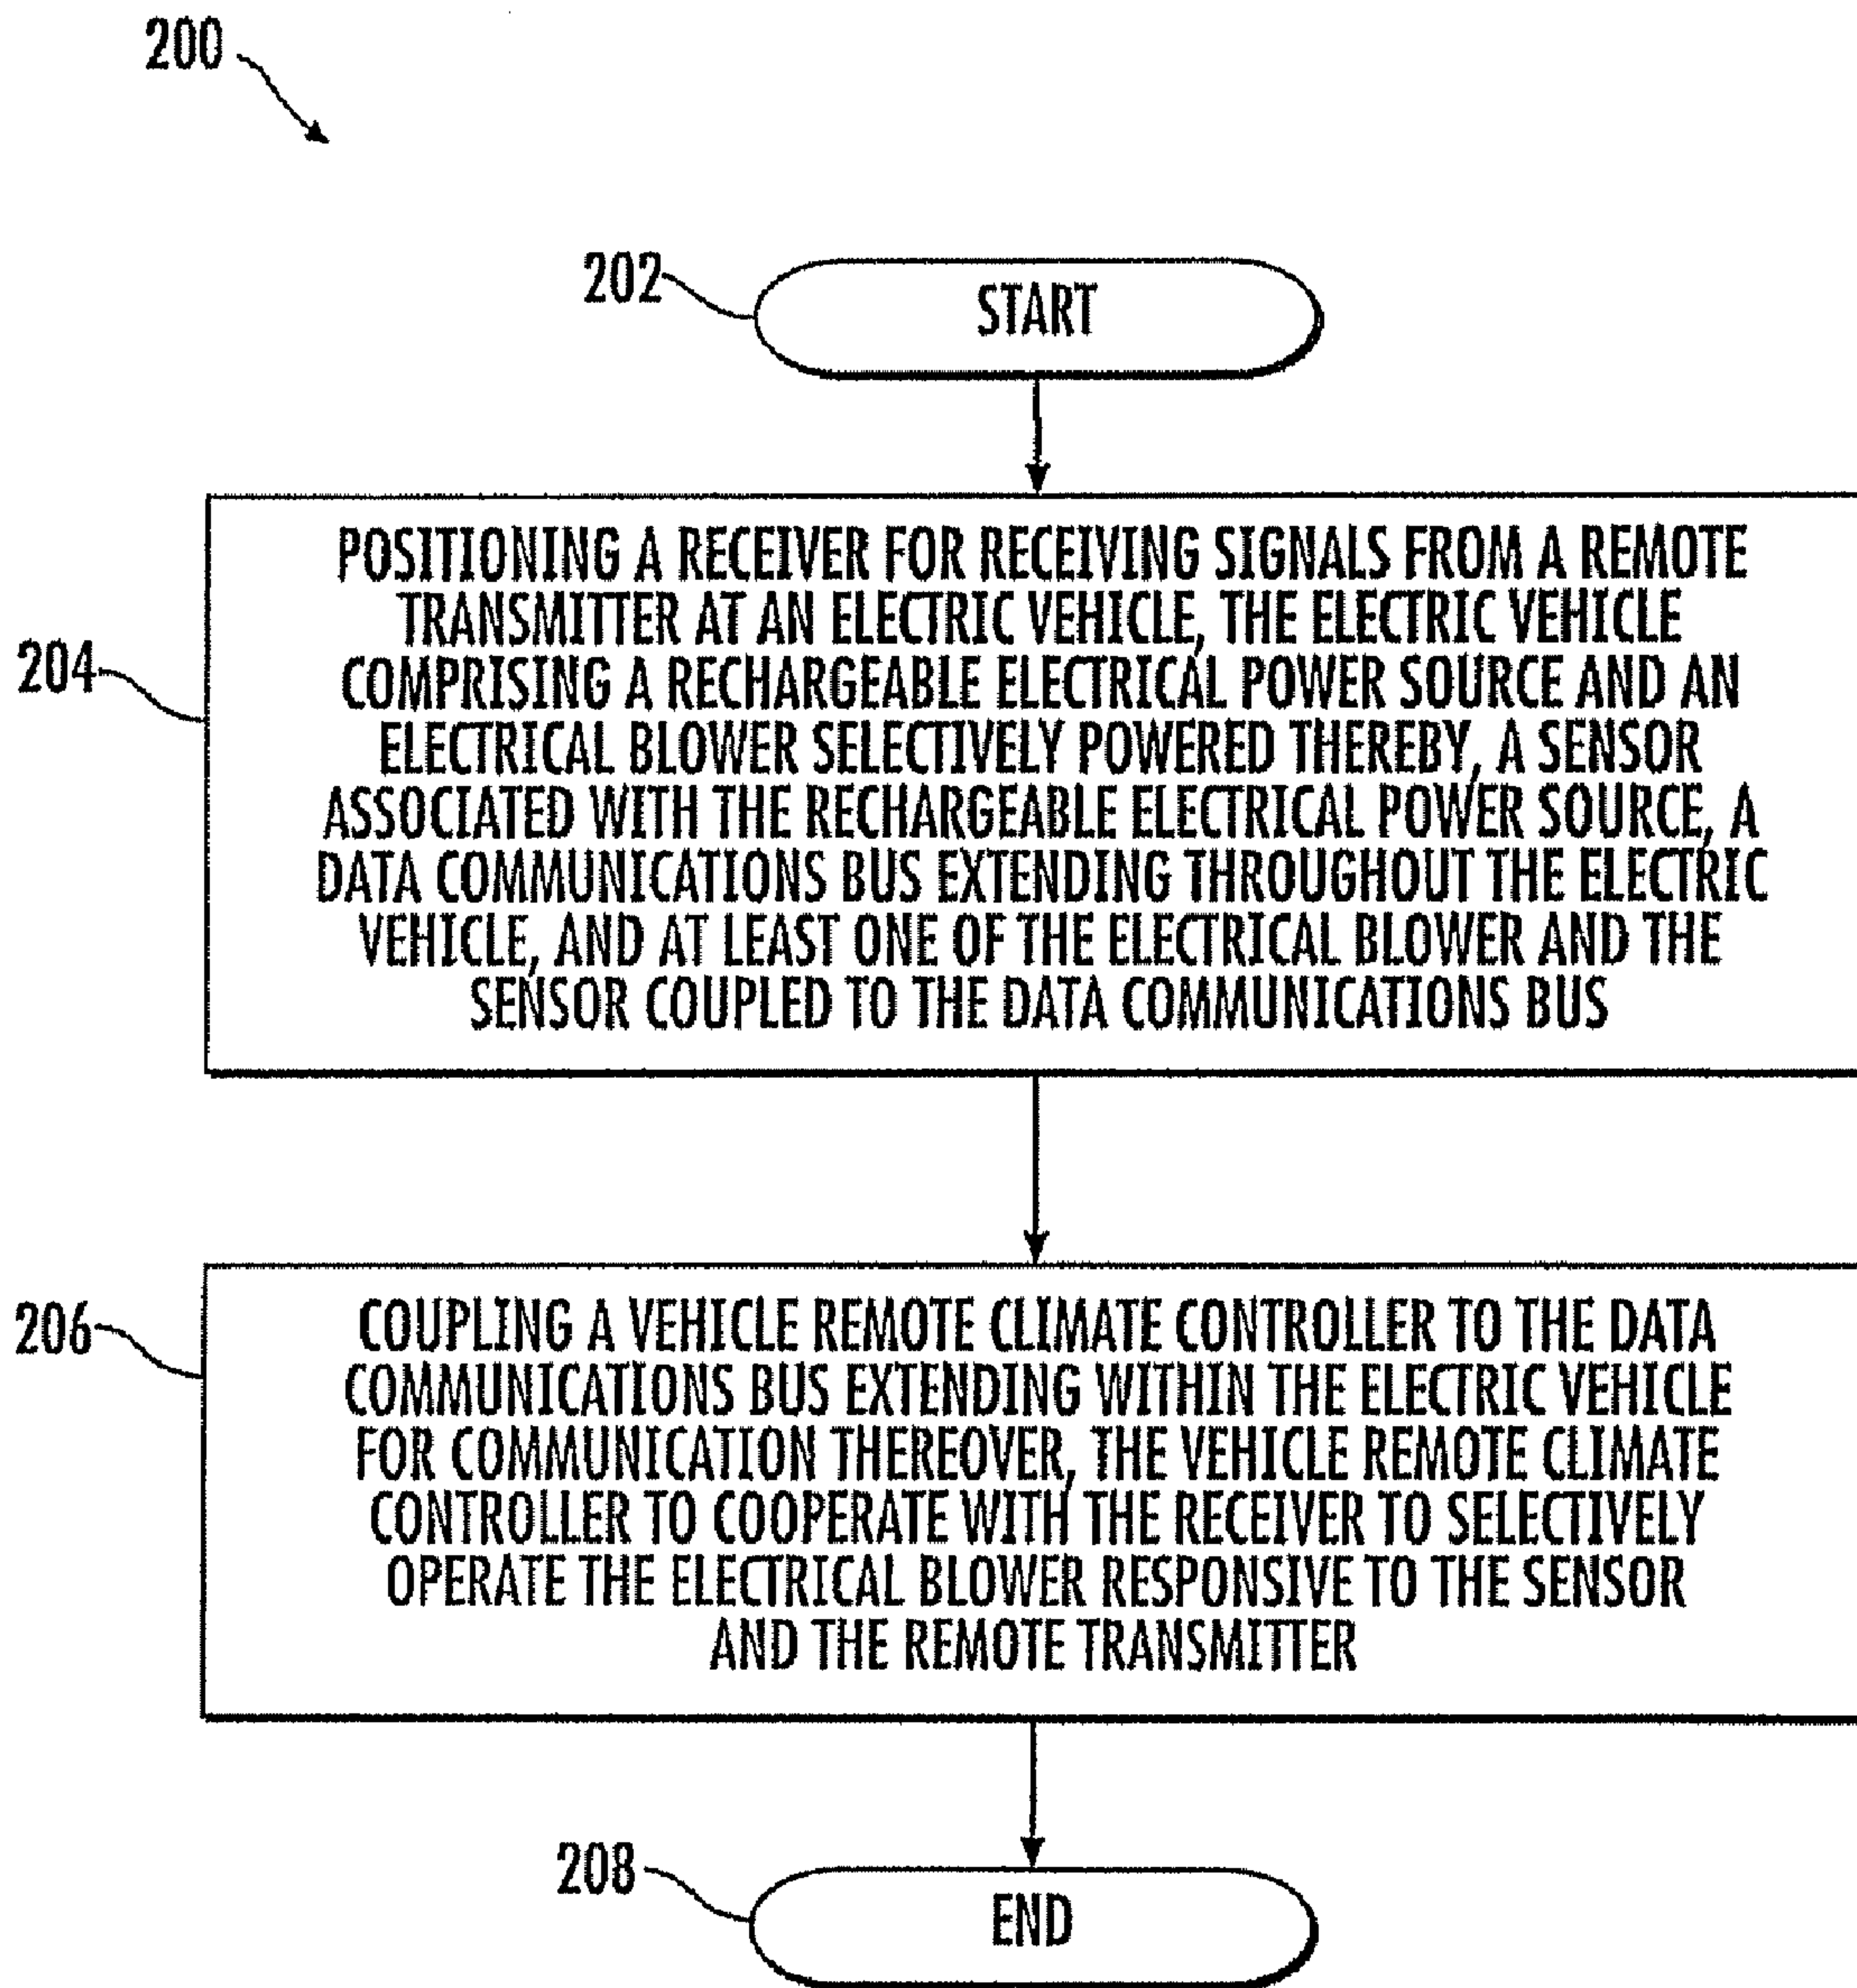 200
202
START
204
POSITIONING A RECEIVER FOR RECEIVING SIGNALS FROM A REMOTE
TRANSMITTER AT AN ELECTRIC VEHICLE, THE ELECTRIC VEHICLE
COMPRISING A RECHARGEABLE ELECTRICAL POWER SOURCE AND AN
ELECTRICAL BLOWER SELECTIVELY POWERED THEREBY, A SENSOR
ASSOCIATED WITH THE RECHARGEABLE ELECTRICAL POWER SOURCE, A
DATA COMMUNICATIONS BUS EXTENDING THROUGHOUT THE ELECTRIC
VEHICLE, AND AT LEAST ONE OF THE ELECTRICAL BLOWER AND THE
SENSOR COUPLED TO THE DATA COMMUNICATIONS BUS
206
COUPLING A VEHICLE REMOTE CLIMATE CONTROLLER TO THE DATA
COMMUNICATIONS BUS EXTENDING WITHIN THE ELECTRIC VEHICLE
FOR COMMUNICATION THEREOVER, THE VEHICLE REMOTE CLIMATE
CONTROLLER TO COOPERATE WITH THE RECEIVER TO SELECTIVELY
OPERATE THE ELECTRICAL BLOWER RESPONSIVE TO THE SENSOR
AND THE REMOTE TRANSMITTER
208
END